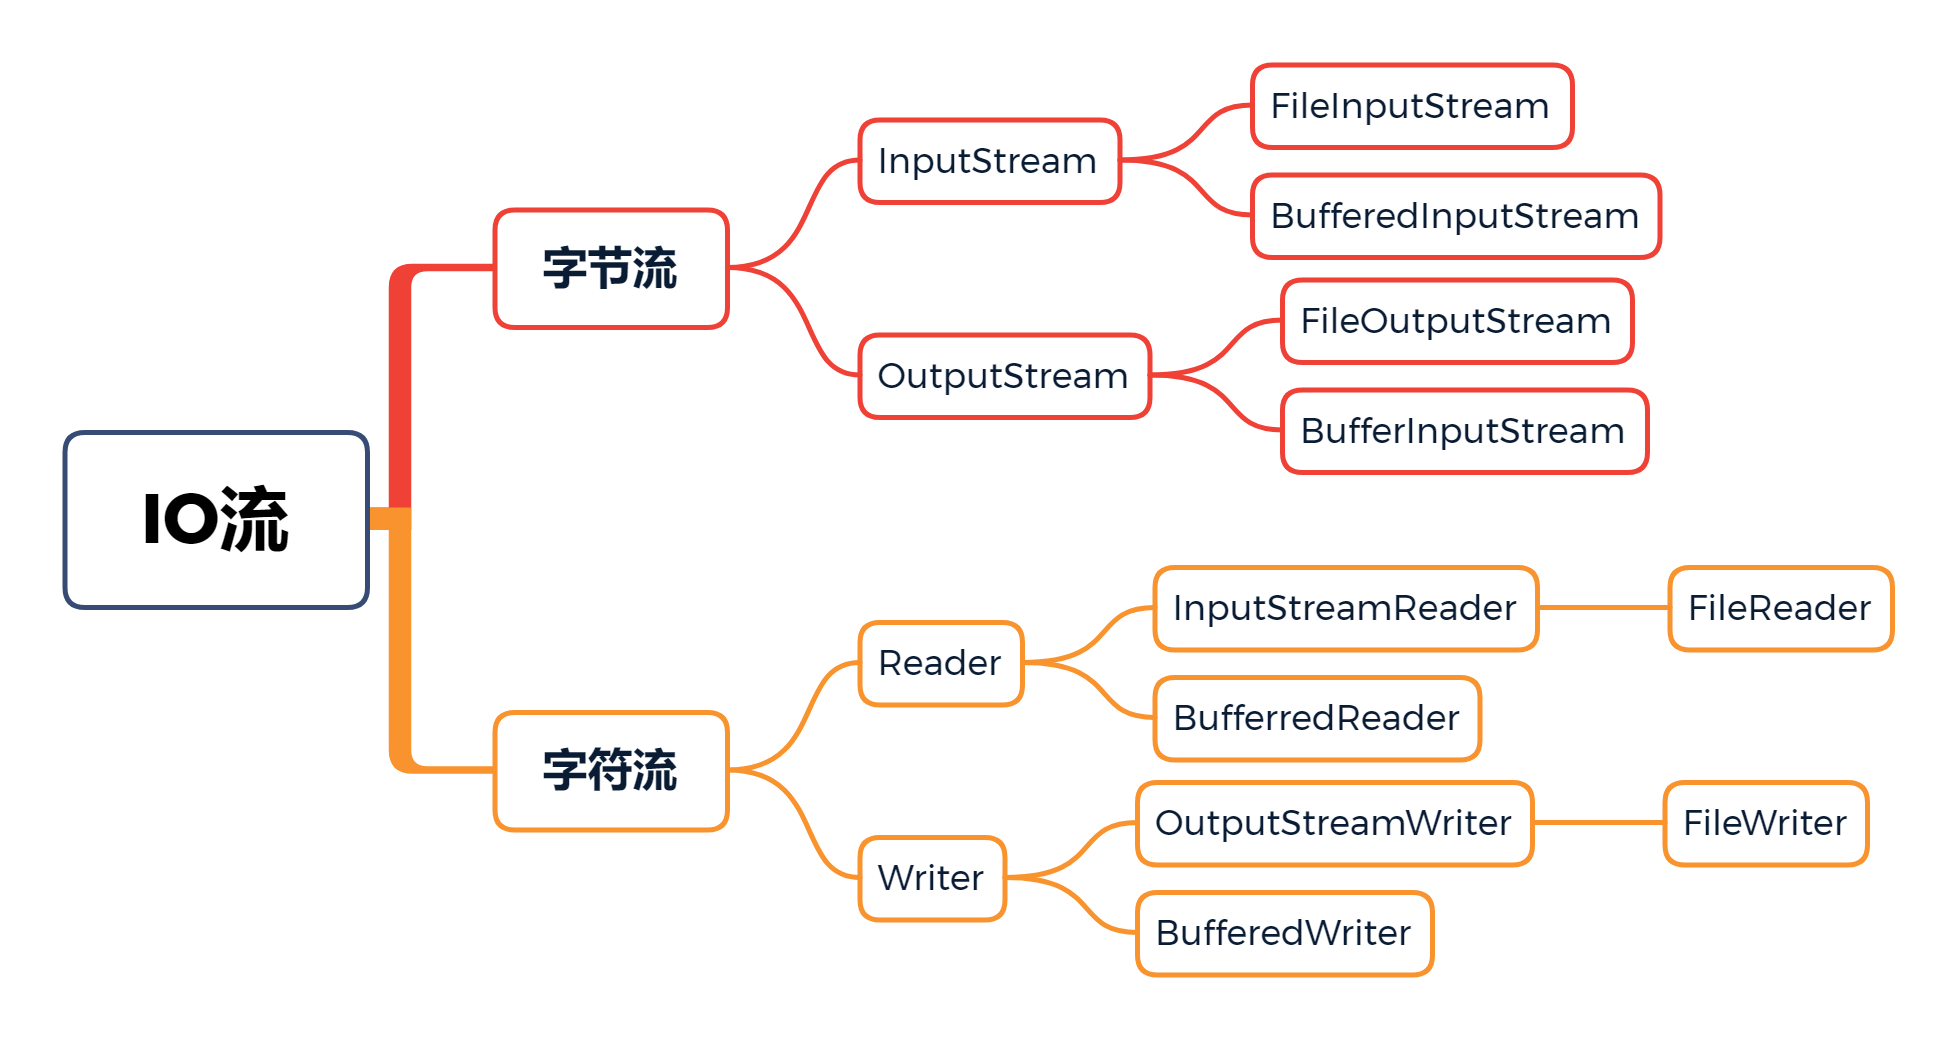 IO流
字节流
InputStream
FileInputStream
BufferedInputStream
OutputStream
FileOutputStream
BufferInputStream
字符流
Reader
InputStreamReader
FileReader
BufferredReader
Writer
OutputStreamWriter
FileWriter
BufferedWriter